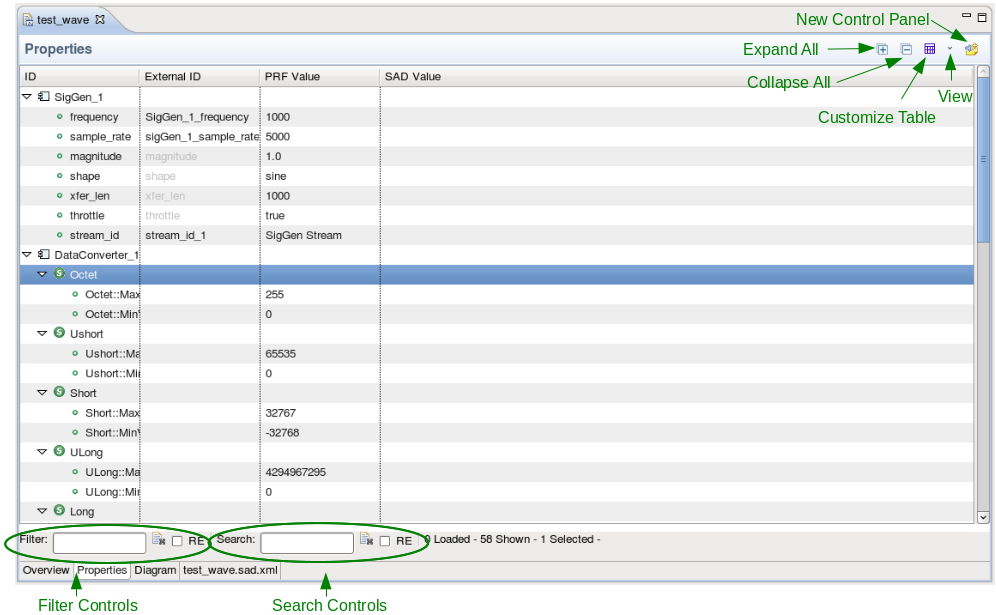 test_wave
New Control Panel
Properties
Expand All
Collapse All
View
Customize Table
ID External ID PRF Value SAD Value
SigGen_1
frequency SigGen_1_frequency 1000
sample_rate sigGen_1_sample_rate 5000
magnitude magnitude 1.0
shape shape sine
xfer_len xfer_len 1000
throttle throttle true
stream_id stream_id_1 SigGen Stream
DataConverter_1
S Octet
Octet::Max 255
Octet::Min 0
S Ushort
Ushort::Ma 65535
Ushort::Mi 0
S Short
Short::Max 32767
Short::Min -32768
S ULong
ULong::Ma 4294967295
ULong::Mi 0
S Long
Filter: RE Search: RE 0 Loaded - 58 Shown - 1 Selected -
Overview Properties Diagram test_wave.sad.xml
Filter Controls Search Controls